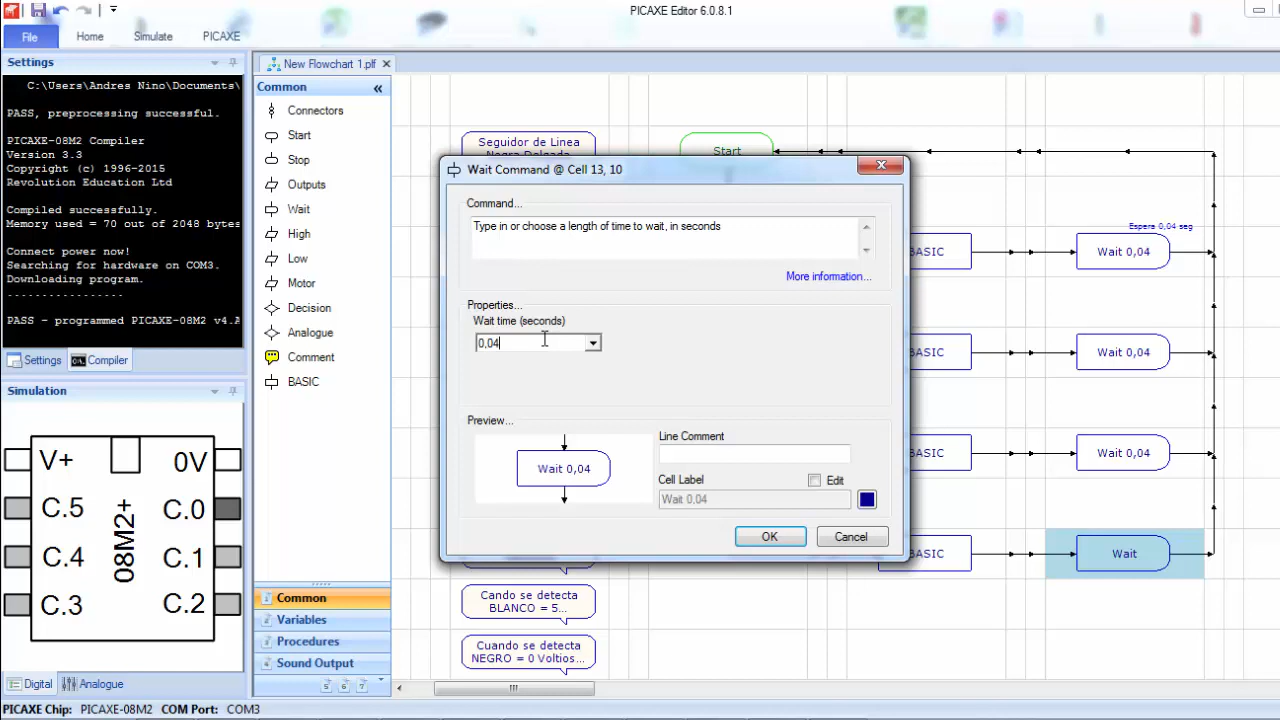 PICAXE Editor 6.0.8.1
File
Home
Simulate
PICAXE
Settings
C:\Users\Andres Nino\Documents\
PASS, preprocessing successful.
PICAXE-08M2 Compiler
Version 3.3
Copyright (c) 1996-2015
Revolution Education Ltd
Compiled successfully.
Memory used = 70 out of 2048 bytes
Connect power now!
Searching for hardware on COM3.
Downloading program.
-----------------
PASS - programmed PICAXE-08M2 v4.
Settings
Compiler
Simulation
V+
0V
C.5
C.0
C.4
C.1
C.3
C.2
08M2+
Digital
Analogue
PICAXE Chip: PICAXE-08M2 COM Port: COM3
New Flowchart 1.plf
Common
Connectors
Start
Stop
Outputs
Wait
High
Low
Motor
Decision
Analogue
Comment
BASIC
Common
Variables
Procedures
Sound Output
5 6 7
Seguidor de Linea
Negra Delgada
Start
Wait Command @ Cell 13, 10
Command...
Type in or choose a length of time to wait, in seconds
More information...
Properties...
Wait time (seconds)
0,04
Preview...
Wait 0,04
Line Comment
Cell Label
Edit
Wait 0.04
OK
Cancel
Espera 0,04 seg
BASIC
Wait 0,04
BASIC
Wait 0,04
BASIC
Wait 0,04
BASIC
Wait
Cando se detecta
BLANCO = 5...
Cuando se detecta
NEGRO = 0 Voltios...